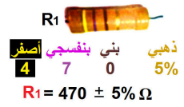 R1
أصفر بنفسجي بني ذهبي
4 7 0 5%
R1 = 470 ± 5% Ω